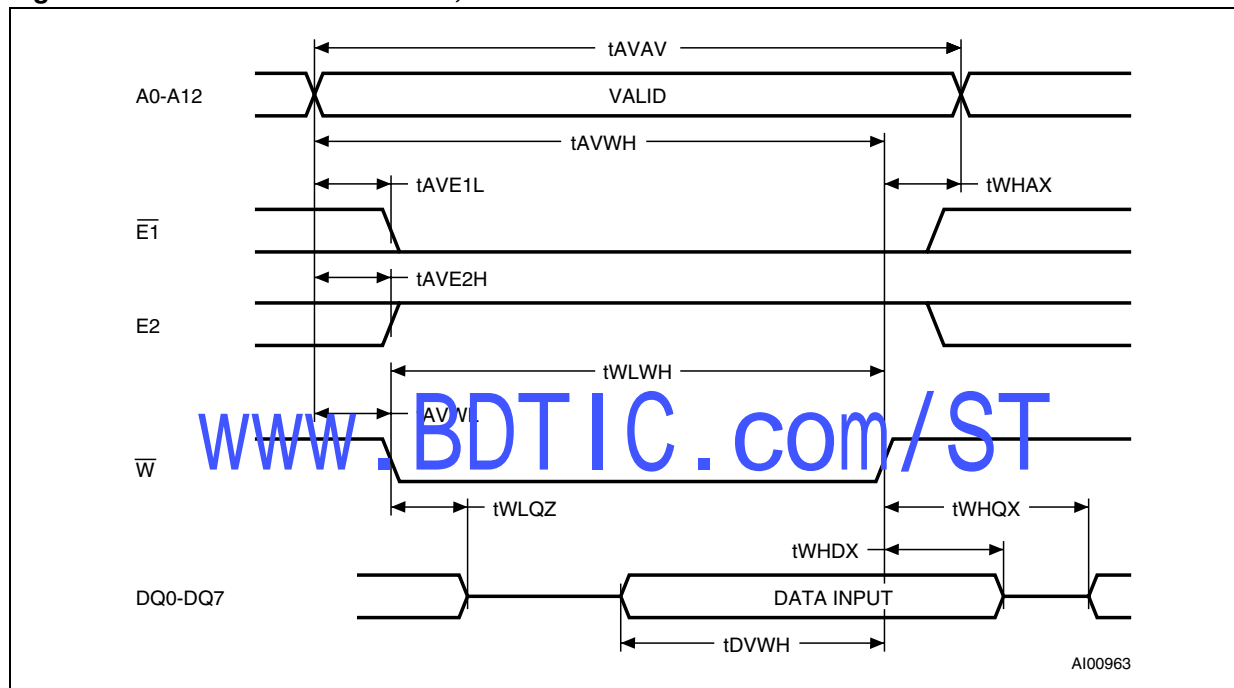 tAVAV
A0-A12
VALID
tAVWH
tAVE1L
tWHAX
E1
tAVE2H
E2
tWLWH
tAVWL
www.BDTIC.com/ST
W
tWLQZ
tWHQX
tWHDX
DQ0-DQ7
DATA INPUT
tDVWH
AI00963